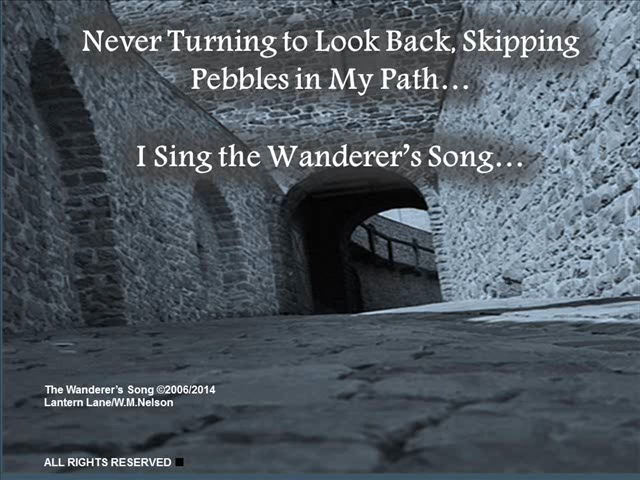 Never Turning to Look Back, Skipping
Pebbles in My Path…
I Sing the Wanderer’s Song…
The Wanderer’s Song ©2006/2014
Lantern Lane/W.M.Nelson
ALL RIGHTS RESERVED ■